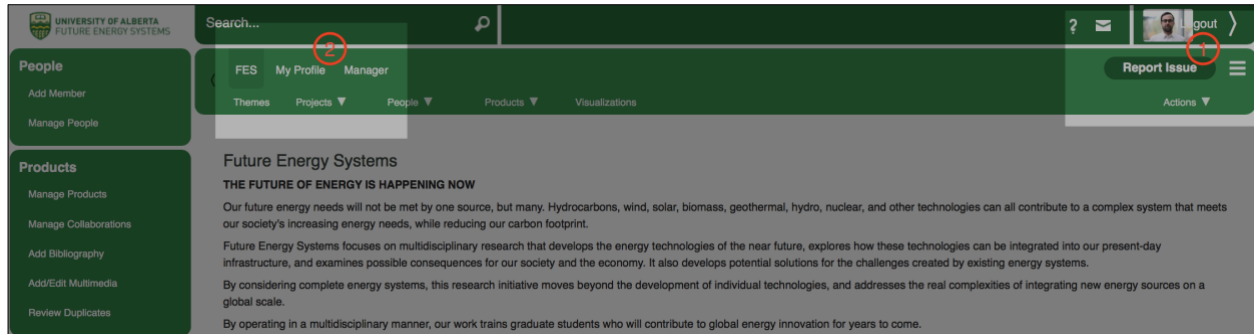 UNIVERSITY OF ALBERTA
FUTURE ENERGY SYSTEMS
Search...
2
?
gout
1
People
Add Member
Manage People
FES My Profile Manager
Report Issue
Themes Projects ▼ People ▼ Products ▼ Visualizations
Actions ▼
Products
Manage Products
Manage Collaborations
Add Bibliography
Add/Edit Multimedia
Review Duplicates
Future Energy Systems
THE FUTURE OF ENERGY IS HAPPENING NOW
Our future energy needs will not be met by one source, but many. Hydrocarbons, wind, solar, biomass, geothermal, hydro, nuclear, and other technologies can all contribute to a complex system that meets
our society's increasing energy needs, while reducing our carbon footprint.
Future Energy Systems focuses on multidisciplinary research that develops the energy technologies of the near future, explores how these technologies can be integrated into our present-day
infrastructure, and examines possible consequences for our society and the economy. It also develops potential solutions for the challenges created by existing energy systems.
By considering complete energy systems, this research initiative moves beyond the development of individual technologies, and addresses the real complexities of integrating new energy sources on a
global scale.
By operating in a multidisciplinary manner, our work trains graduate students who will contribute to global energy innovation for years to come.